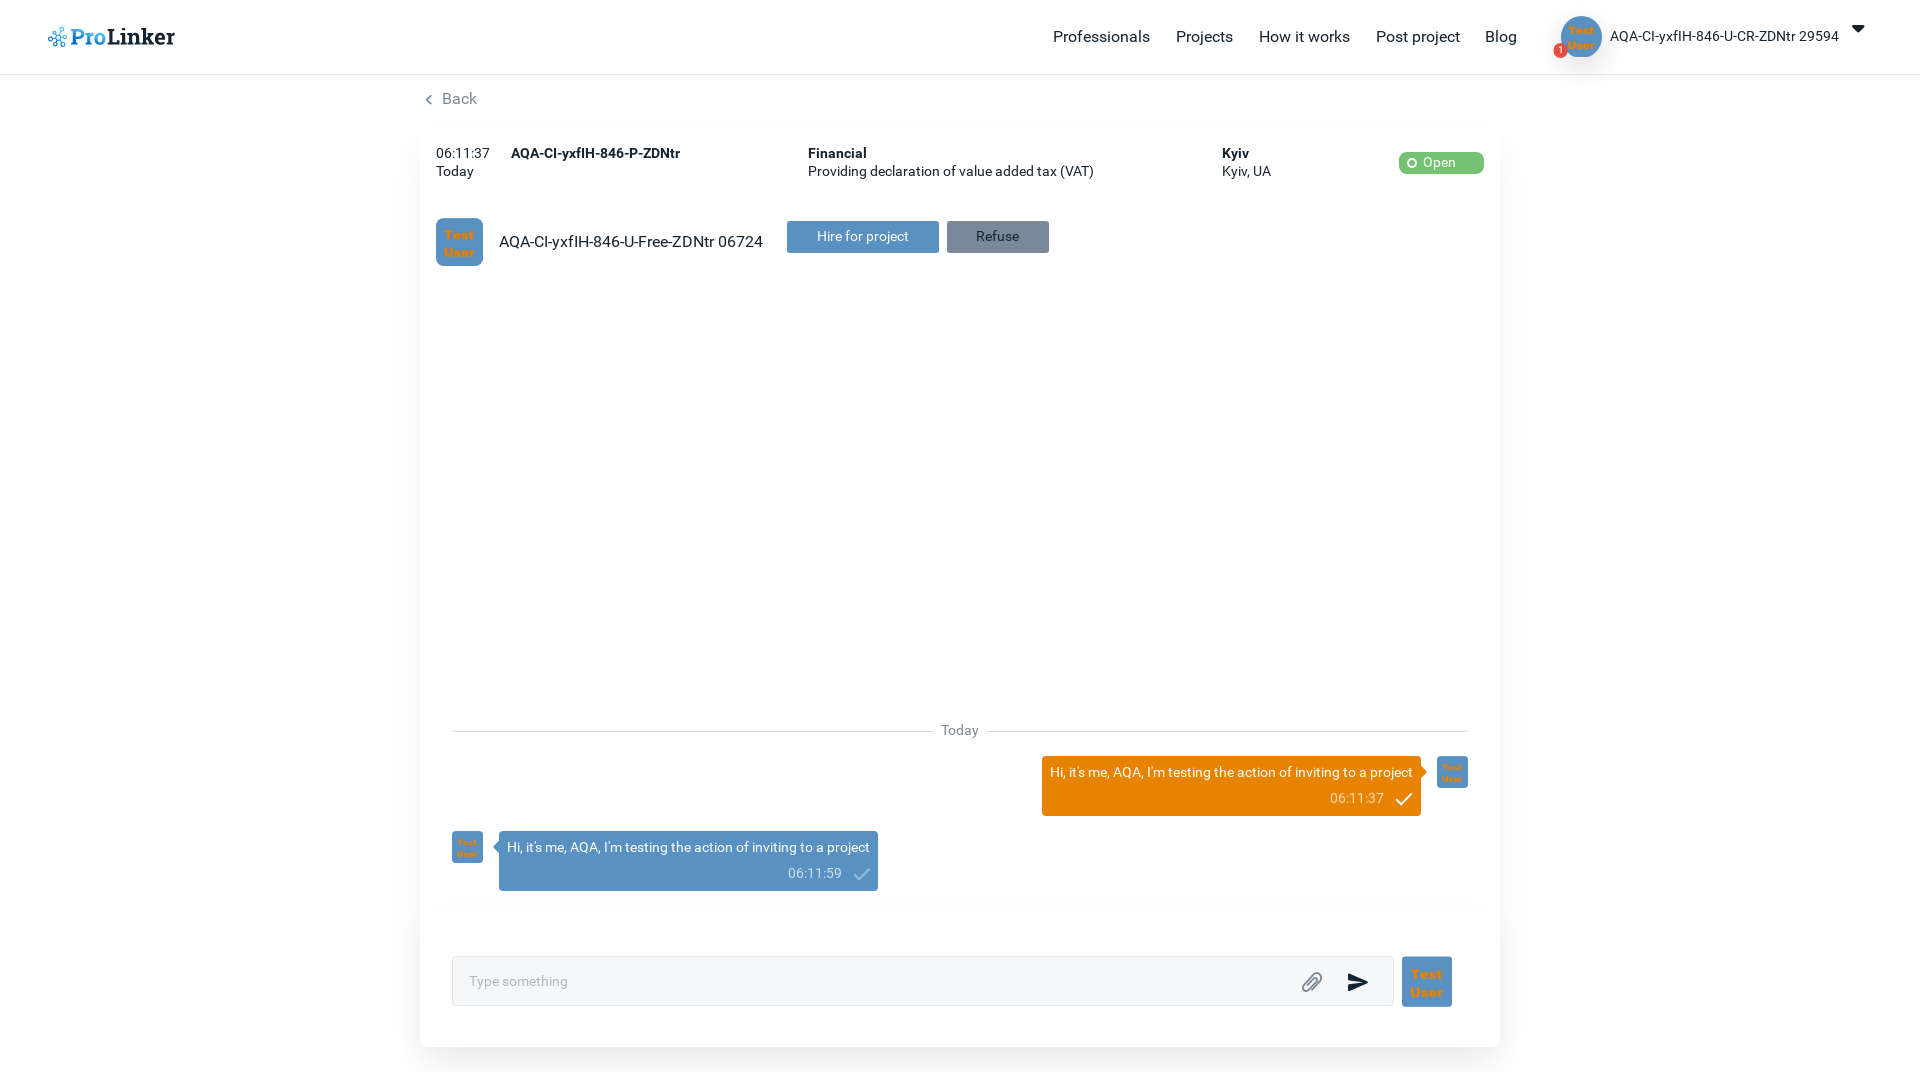 ProLinker
Professionals
Projects
How it works
Post project
Blog
Test
User
1
AQA-CI-yxfIH-846-U-CR-ZDNtr 29594
Back
06:11:37
Today
AQA-CI-yxfIH-846-P-ZDNtr
Financial
Providing declaration of value added tax (VAT)
Kyiv
Kyiv, UA
Open
Test
User
AQA-CI-yxfIH-846-U-Free-ZDNtr 06724
Hire for project
Refuse
Today
Hi, it's me, AQA, I'm testing the action of inviting to a project
06:11:37
Test
User
Test
User
Hi, it's me, AQA, I'm testing the action of inviting to a project
06:11:59
Type something
Test
User